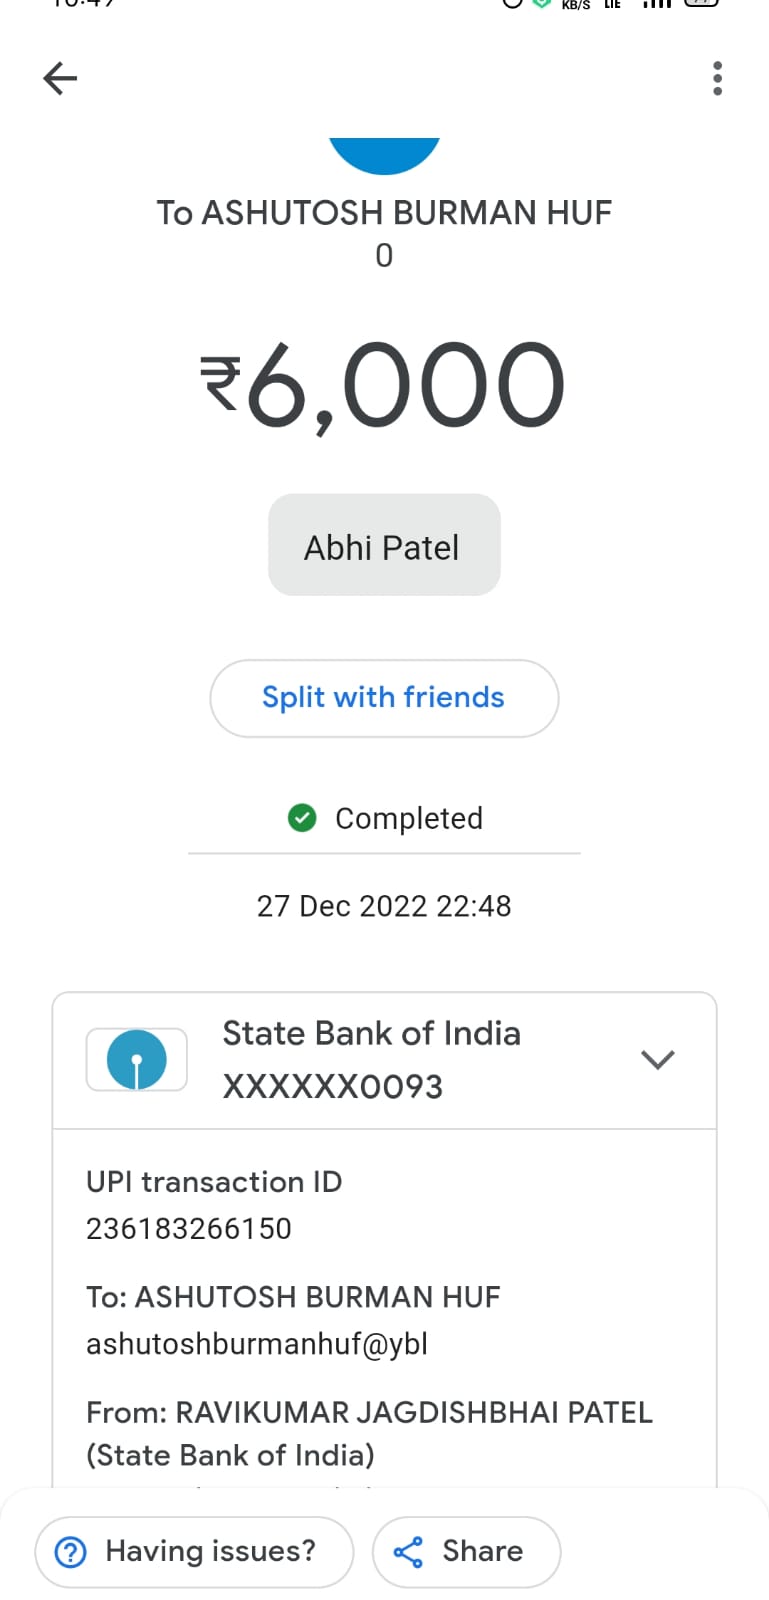 KB/S LTE
To ASHUTOSH BURMAN HUF
0
₹6,000
Abhi Patel
Split with friends
Completed
27 Dec 2022 22:48
State Bank of India
XXXXXX0093
UPI transaction ID
236183266150
To: ASHUTOSH BURMAN HUF
ashutoshburmanhuf@ybl
From: RAVIKUMAR JAGDISHBHAI PATEL
(State Bank of India)
Having issues?
Share